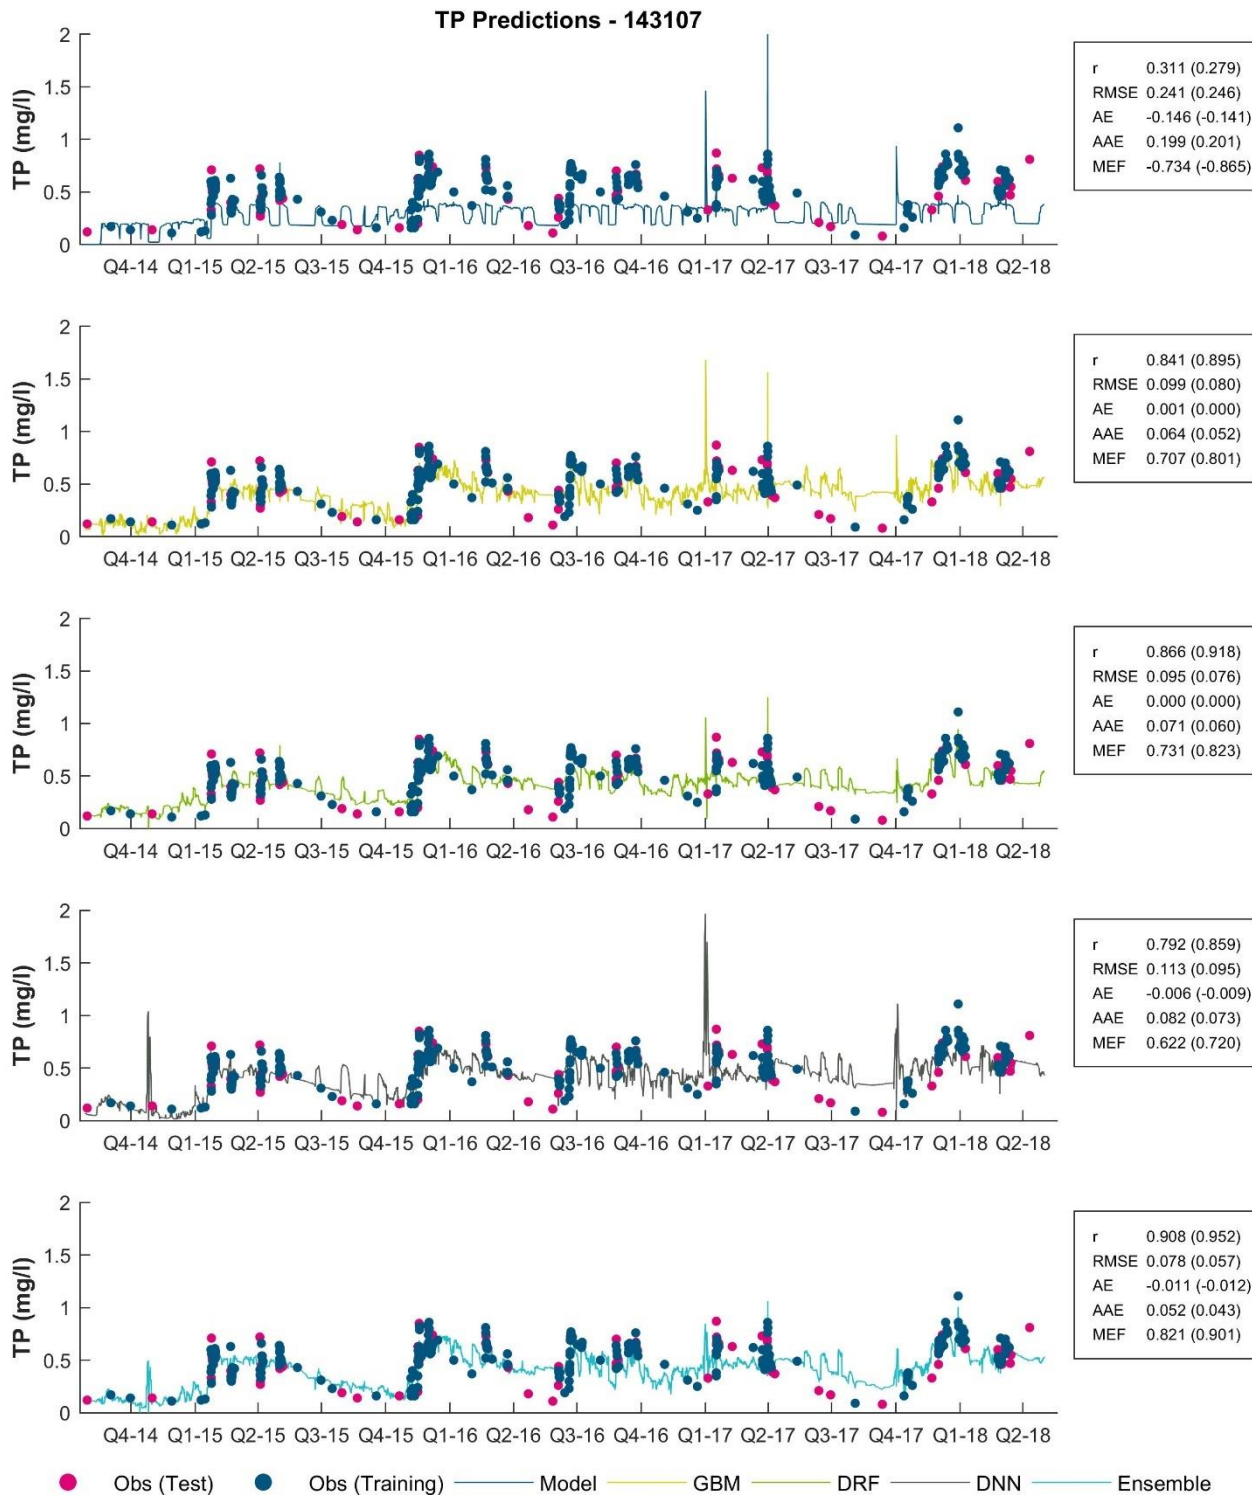 TP Predictions - 143107
2
1.5
1
0.5
0
TP (mg/l)
Q4-14 Q1-15 Q2-15 Q3-15 Q4-15 Q1-16 Q2-16 Q3-16 Q4-16 Q1-17 Q2-17 Q3-17 Q4-17 Q1-18 Q2-18
r 0.311 (0.279)
RMSE 0.241 (0.246)
AE -0.146 (-0.141)
AAE 0.199 (0.201)
MEF -0.734 (-0.865)
2
1.5
1
0.5
0
TP (mg/l)
Q4-14 Q1-15 Q2-15 Q3-15 Q4-15 Q1-16 Q2-16 Q3-16 Q4-16 Q1-17 Q2-17 Q3-17 Q4-17 Q1-18 Q2-18
r 0.841 (0.895)
RMSE 0.099 (0.080)
AE 0.001 (0.000)
AAE 0.064 (0.052)
MEF 0.707 (0.801)
2
1.5
1
0.5
0
TP (mg/l)
Q4-14 Q1-15 Q2-15 Q3-15 Q4-15 Q1-16 Q2-16 Q3-16 Q4-16 Q1-17 Q2-17 Q3-17 Q4-17 Q1-18 Q2-18
r 0.866 (0.918)
RMSE 0.095 (0.076)
AE 0.000 (0.000)
AAE 0.071 (0.060)
MEF 0.731 (0.823)
2
1.5
1
0.5
0
TP (mg/l)
Q4-14 Q1-15 Q2-15 Q3-15 Q4-15 Q1-16 Q2-16 Q3-16 Q4-16 Q1-17 Q2-17 Q3-17 Q4-17 Q1-18 Q2-18
r 0.792 (0.859)
RMSE 0.113 (0.095)
AE -0.006 (-0.009)
AAE 0.082 (0.073)
MEF 0.622 (0.720)
2
1.5
1
0.5
0
TP (mg/l)
Q4-14 Q1-15 Q2-15 Q3-15 Q4-15 Q1-16 Q2-16 Q3-16 Q4-16 Q1-17 Q2-17 Q3-17 Q4-17 Q1-18 Q2-18
r 0.908 (0.952)
RMSE 0.078 (0.057)
AE -0.011 (-0.012)
AAE 0.052 (0.043)
MEF 0.821 (0.901)
Obs (Test) Obs (Training) Model GBM DRF DNN Ensemble